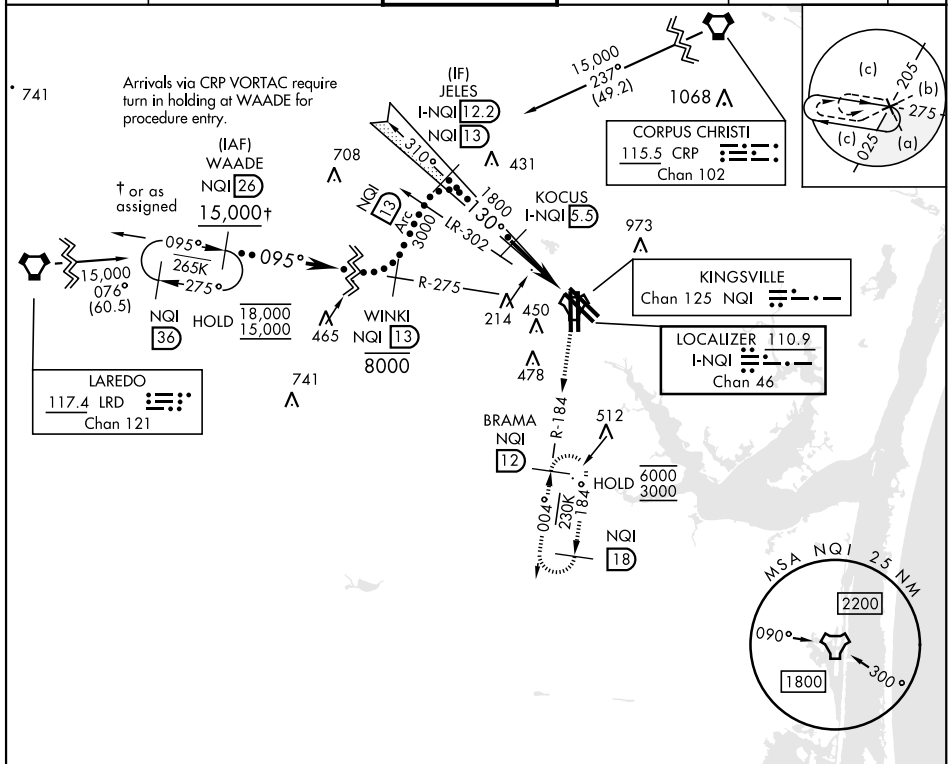 741
Arrivals via CRP VORTAC require
turn in holding at WAADE for
procedure entry.
(IAF)
WAADE
NQI 26
15,000†
† or as
assigned
095°
265K
275°
095°
15,000
076°
(60.5)
NQI
36
HOLD 18,000
15,000
LAREDO
117.4 LRD
Chan 121
741
465
708
WINKI
NQI 13
8000
NQI
13
Arc
3000
LR-302
R-275
(IF)
JELES
I-NQI 12.2
NQI 13
310°
431
1800
130°
KOCUS
I-NQI 5.5
15,000
237°
(49.2)
1068
CORPUS CHRISTI
115.5 CRP
Chan 102
(c)
205
(b)
275
(a)
(c)
025
973
KINGSVILLE
Chan 125 NQI
LOCALIZER 110.9
I-NQI
Chan 46
214
450
478
R-184
512
BRAMA
NQI
12
HOLD 6000
3000
004°
230K
184°
NQI
18
MSA NQI 25 NM
2200
090°
1800
300°